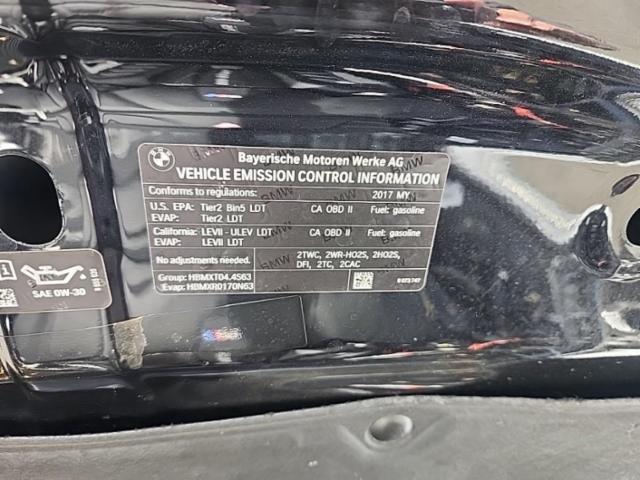 Bayerische Motoren Werke AG
VEHICLE EMISSION CONTROL INFORMATION
Conforms to regulations: 2017 MY
U.S. EPA: Tier2 Bin5 LDT CA OBD II Fuel: gasoline
EVAP: Tier2 LDT
California: LEVII - ULEV LDT CA OBD II Fuel: gasoline
EVAP: LEVII LDT
No adjustments needed. 2TWC, 2WR-HO2S, 2HO2S,
DFI, 2TC, 2CAC
Group: HBMXT04.4S63
Evap: HBMXR0170N63
SAE 0W-30
BMW